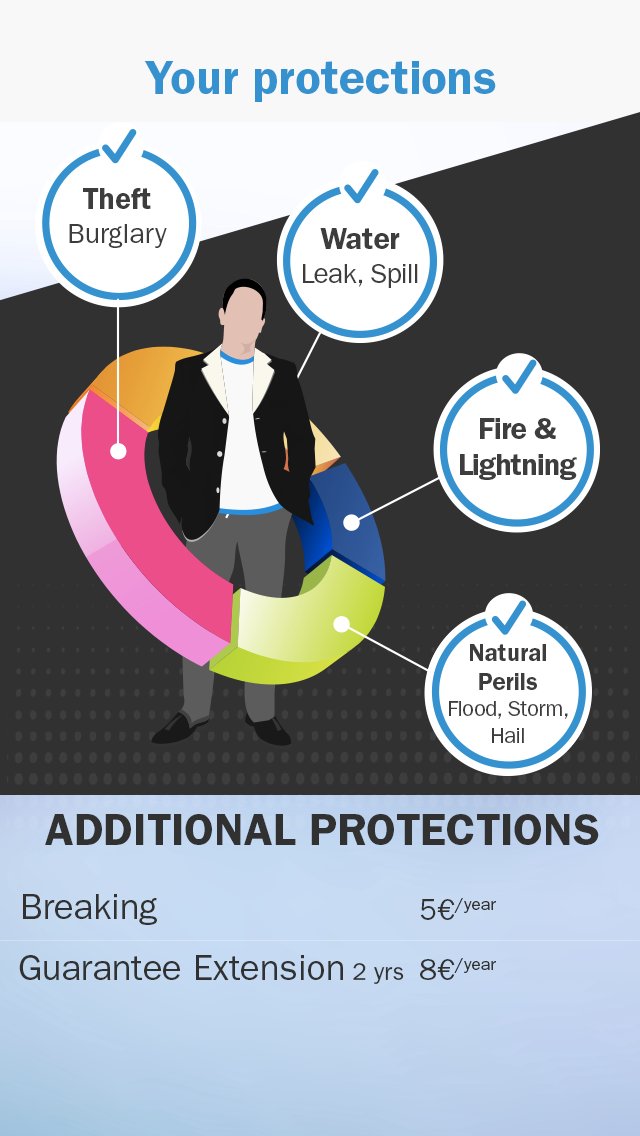 Your protections
Theft
Burglary
Water
Leak, Spill
Fire &
Lightning
Natural
Perils
Flood, Storm,
Hail
ADDITIONAL PROTECTIONS
Breaking 5€/year
Guarantee Extension 2 yrs 8€/year